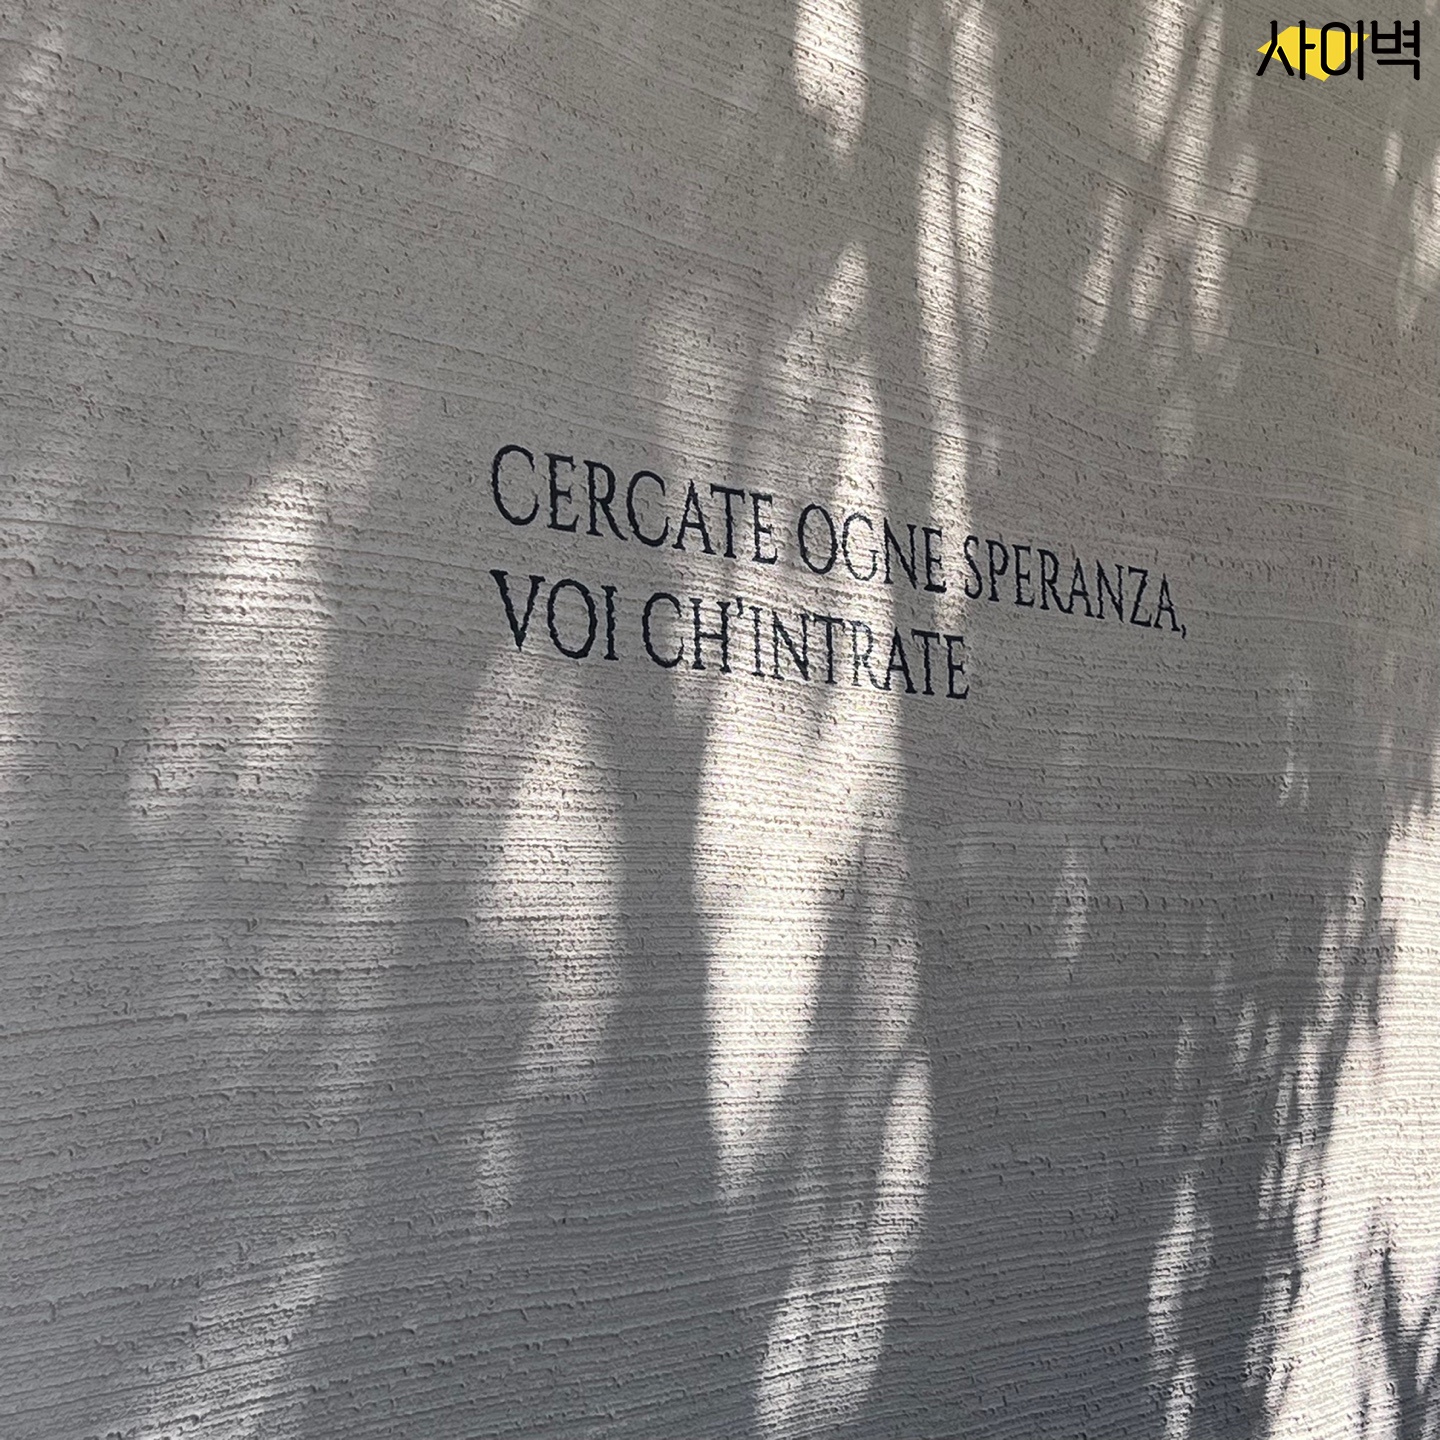 사이벽
CERCATE OGNE SPERANZA,
VOI CH'INTRATE